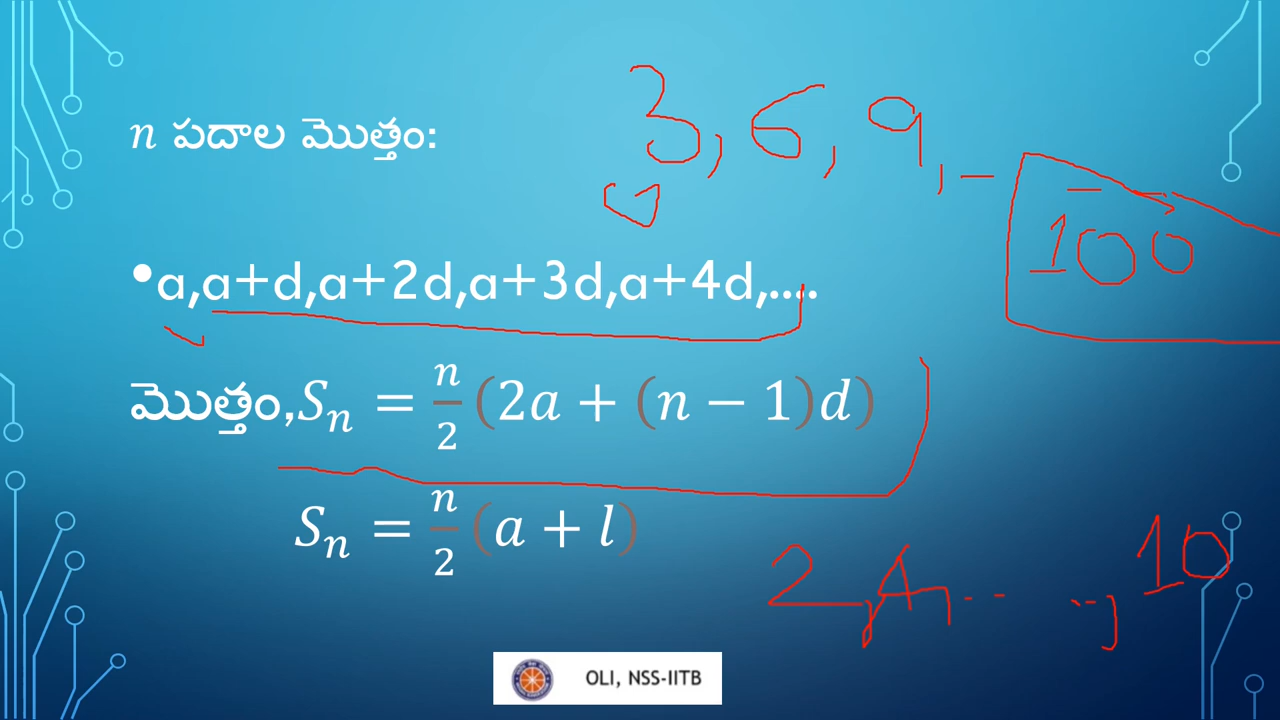 n పదాల మొత్తం:
3, 6, 9, - - →
100
•a,a+d,a+2d,a+3d,a+4d,....
మొత్తం,Sₙ = n/2 (2a + (n − 1)d)
Sₙ = n/2 (a + l)
2, 4, -- --, 10
OLI, NSS-IITB